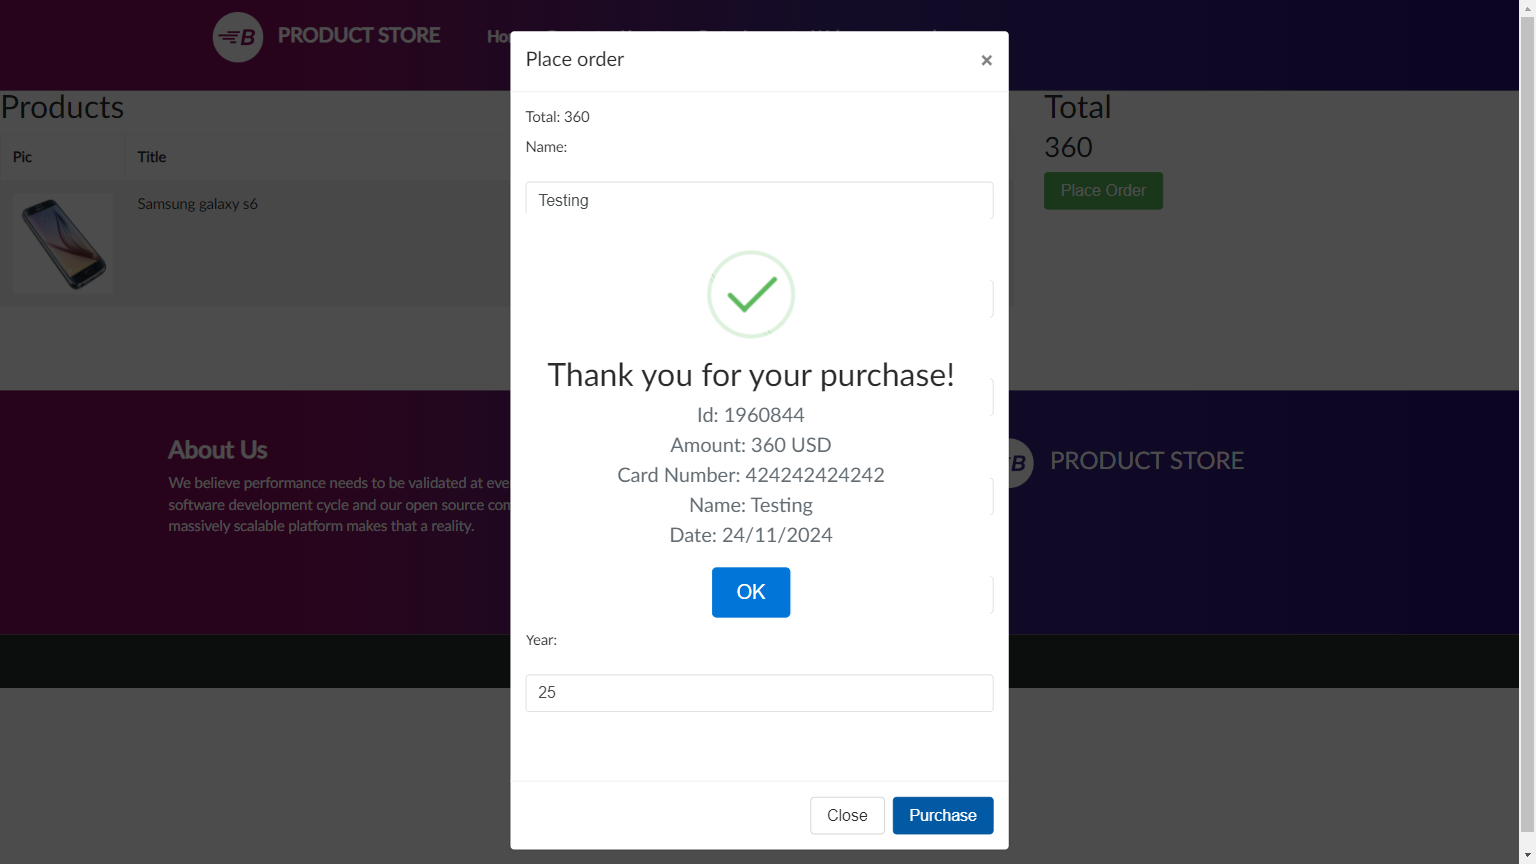 B PRODUCT STORE
Place order
×
Products
Pic
Title
Samsung galaxy s6
Total: 360
Name:
Testing
Thank you for your purchase!
Id: 1960844
Amount: 360 USD
Card Number: 424242424242
Name: Testing
Date: 24/11/2024
OK
Year:
25
Close
Purchase
Total
360
Place Order
About Us
We believe performance needs to be validated at eve
software development cycle and our open source com
massively scalable platform makes that a reality.
B PRODUCT STORE